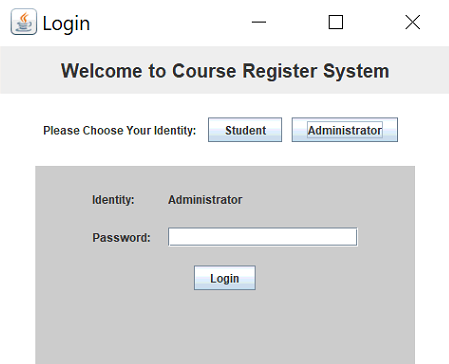 Login
Welcome to Course Register System
Please Choose Your Identity: Student Administrator
Identity: Administrator
Password:
Login